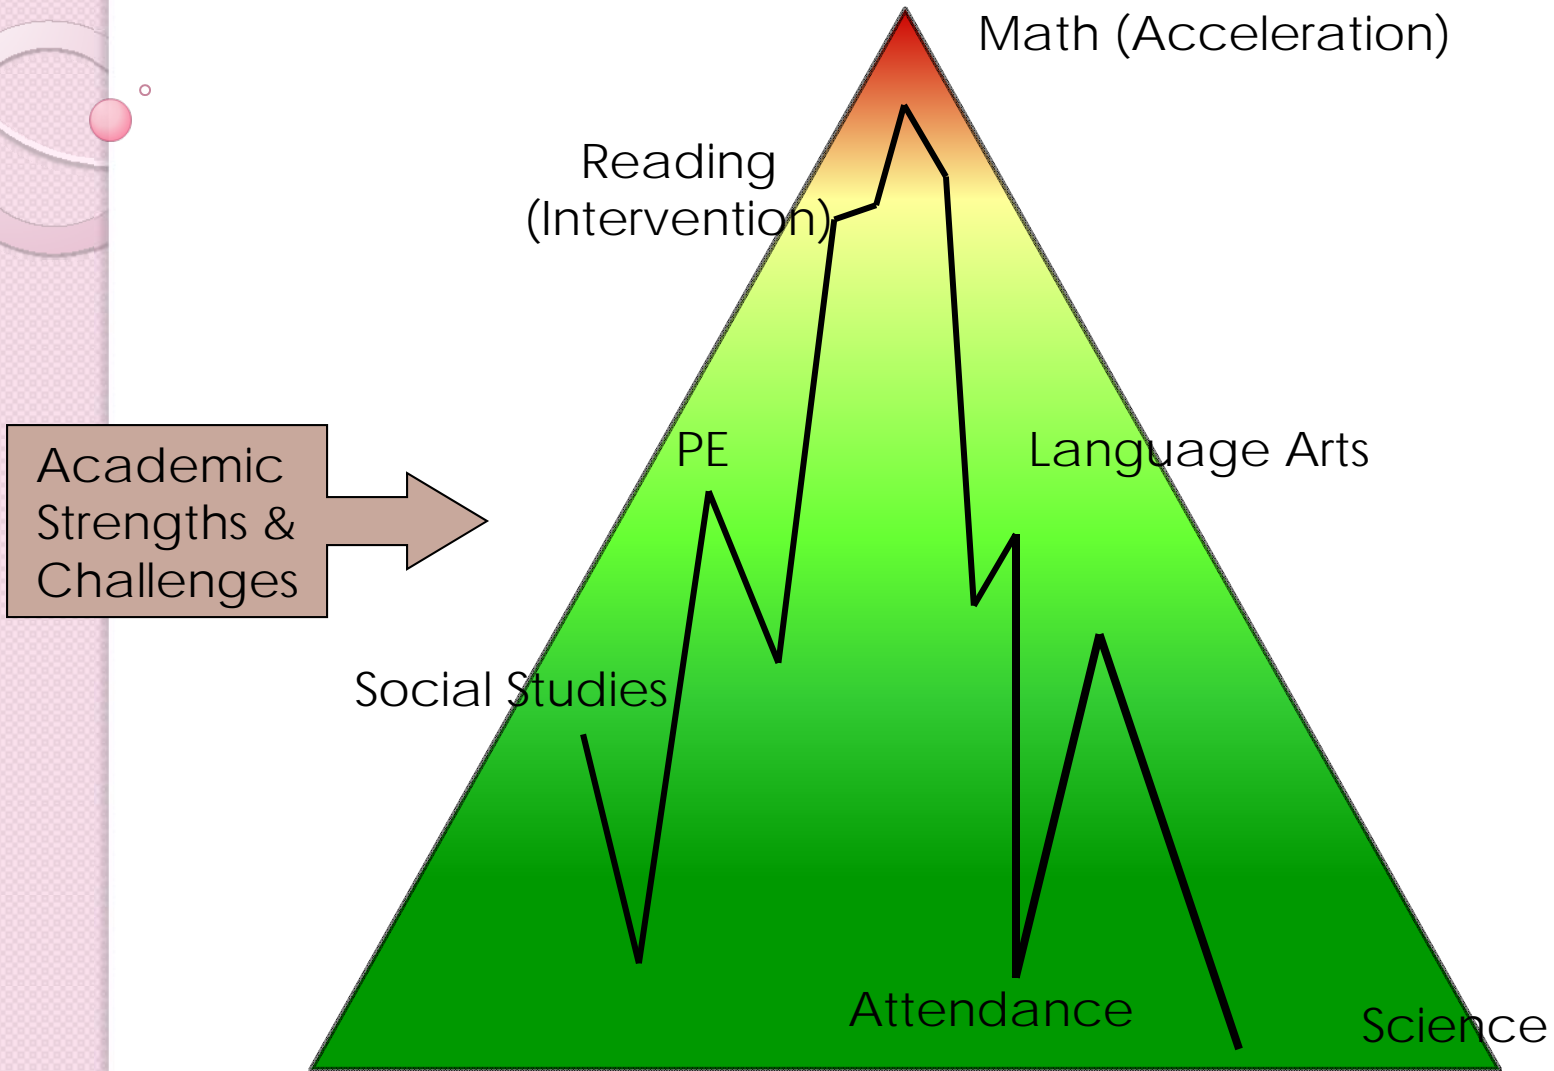 Math (Acceleration)
Reading
(Intervention)
PE
Language Arts
Academic
Strengths &
Challenges
Social Studies
Attendance
Science